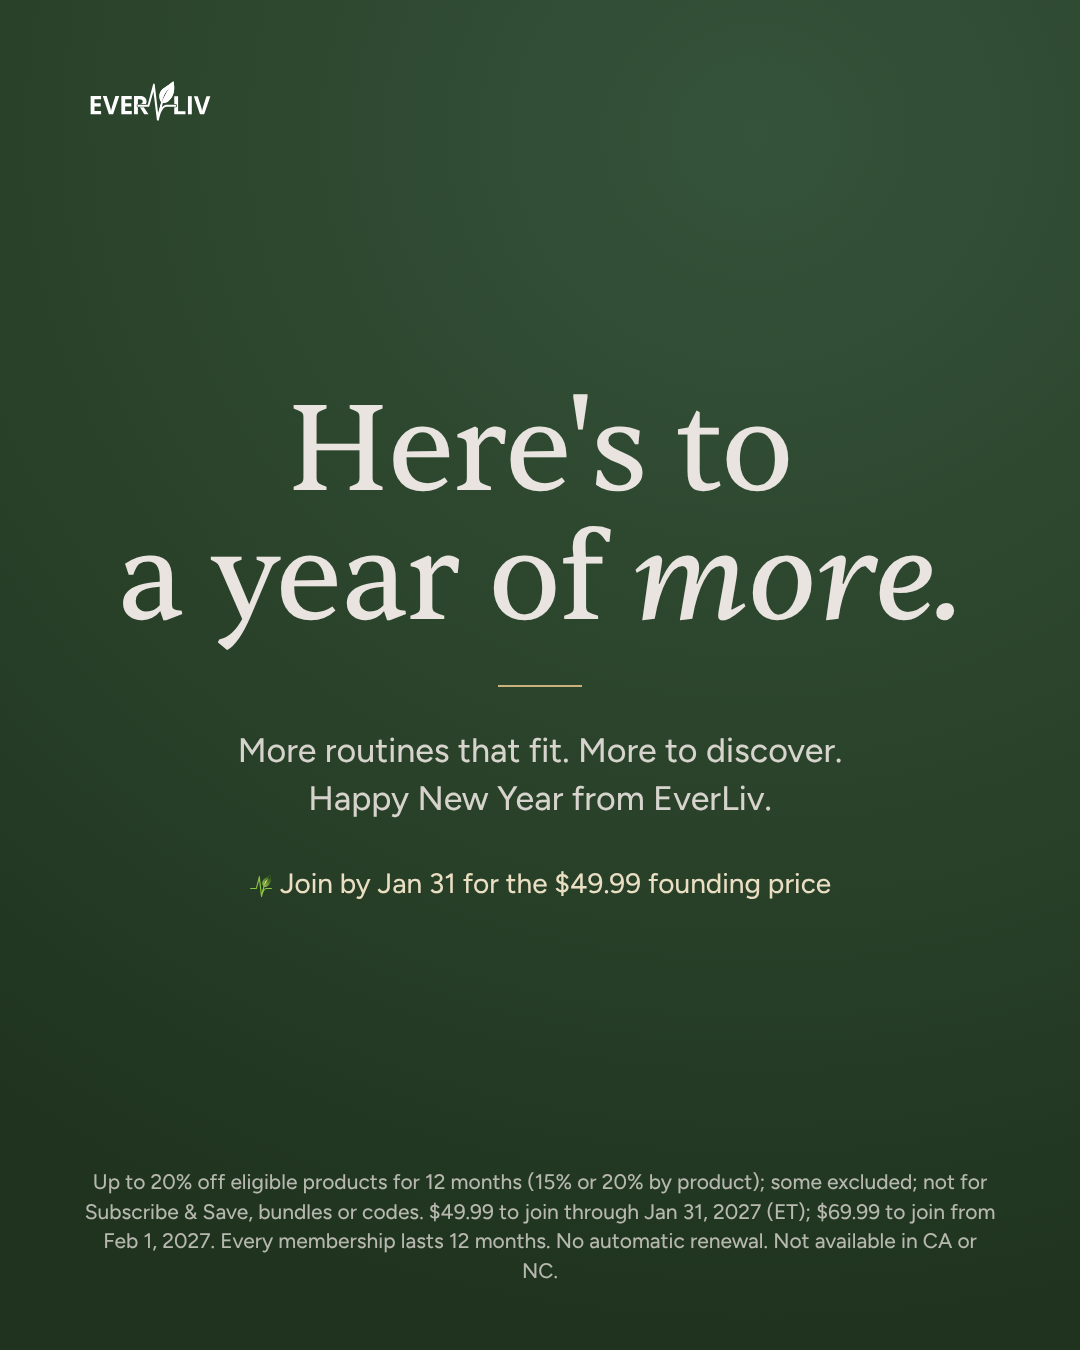 EVERLIV
Here's to
a year of more.
More routines that fit. More to discover.
Happy New Year from EverLiv.
Join by Jan 31 for the $49.99 founding price
Up to 20% off eligible products for 12 months (15% or 20% by product); some excluded; not for
Subscribe & Save, bundles or codes. $49.99 to join through Jan 31, 2027 (ET); $69.99 to join from
Feb 1, 2027. Every membership lasts 12 months. No automatic renewal. Not available in CA or
NC.